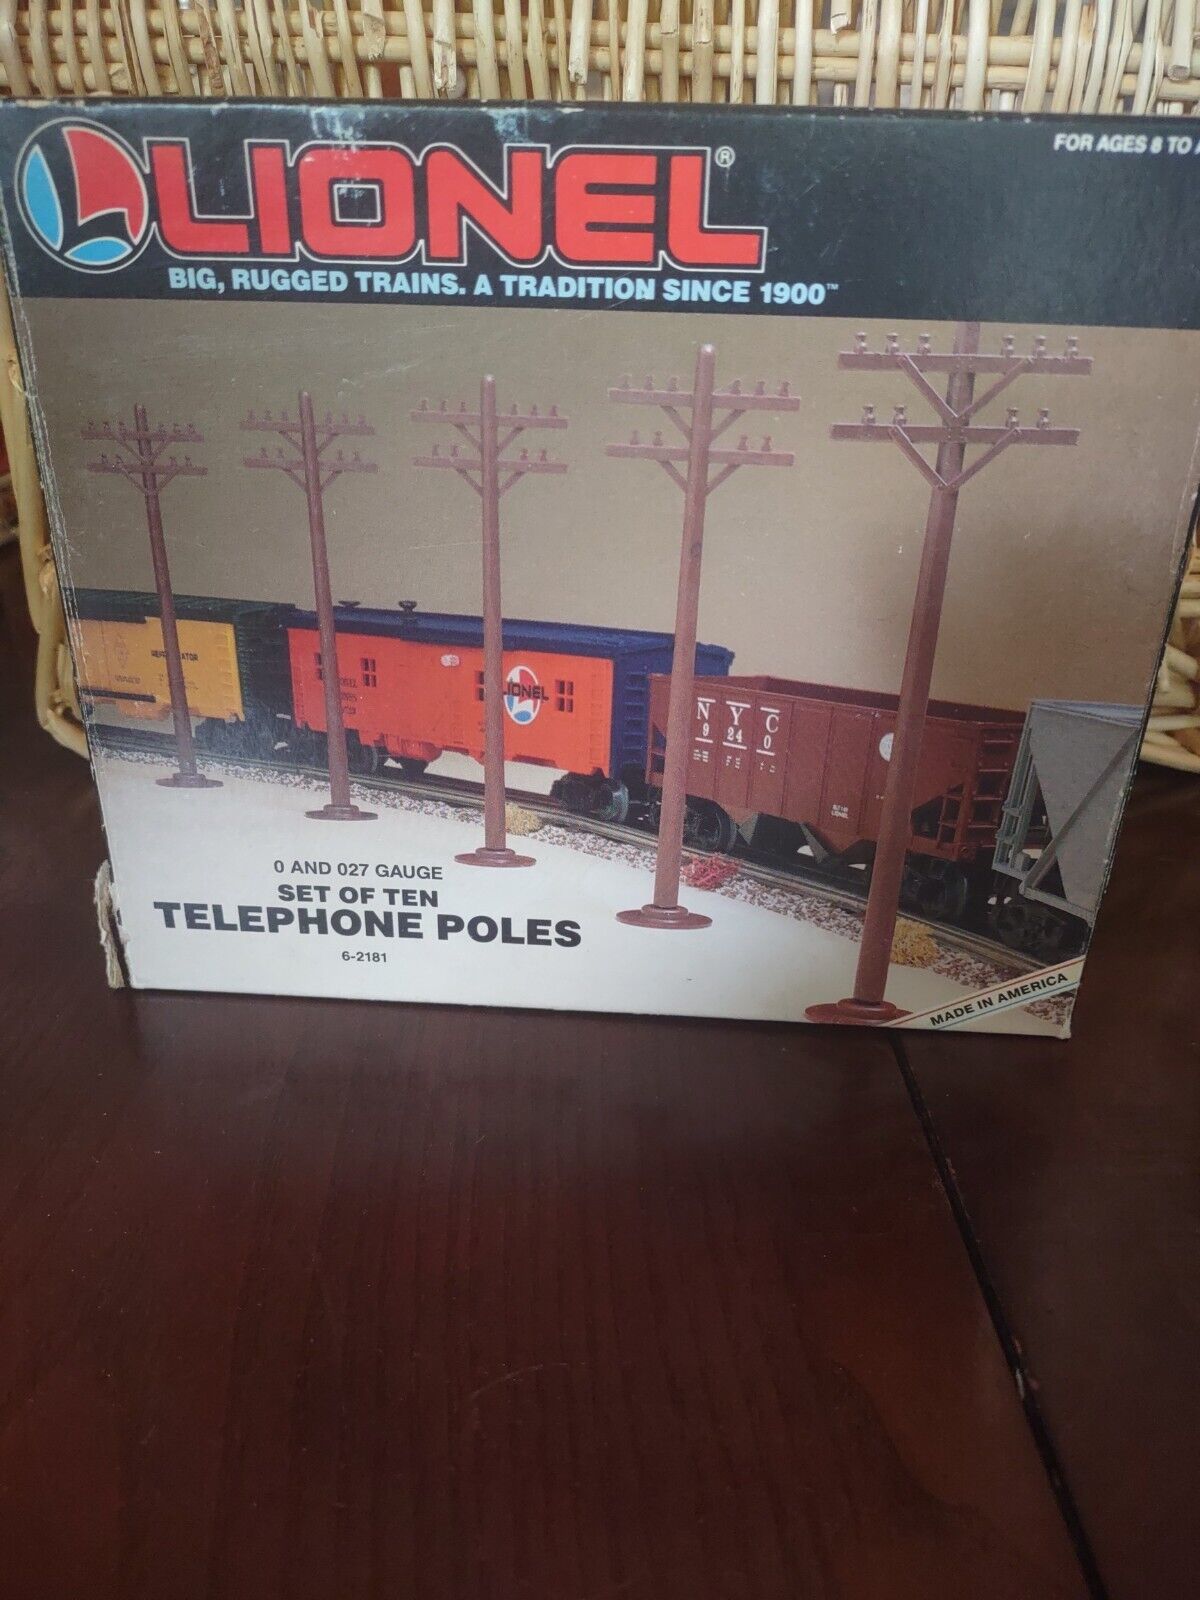 LIONEL®
FOR AGES 8 TO
BIG, RUGGED TRAINS. A TRADITION SINCE 1900™
LIONEL
N Y C
9 24 0
LIONEL
O AND 027 GAUGE
SET OF TEN
TELEPHONE POLES
6-2181
MADE IN AMERICA